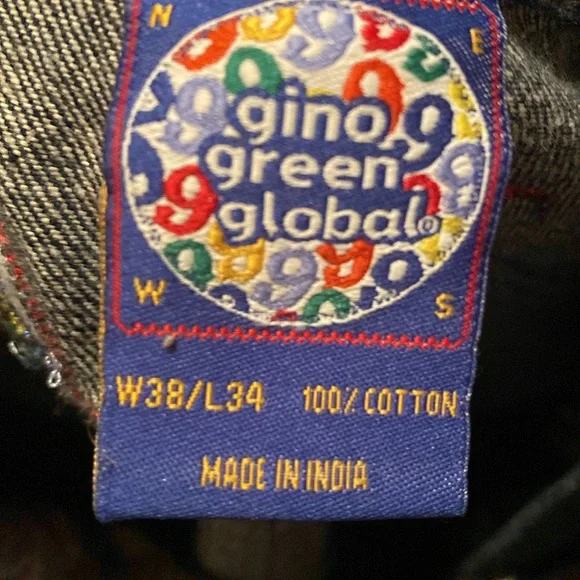 N E
gino
green
global®
W S
W38/L34 100% COTTON
MADE IN INDIA